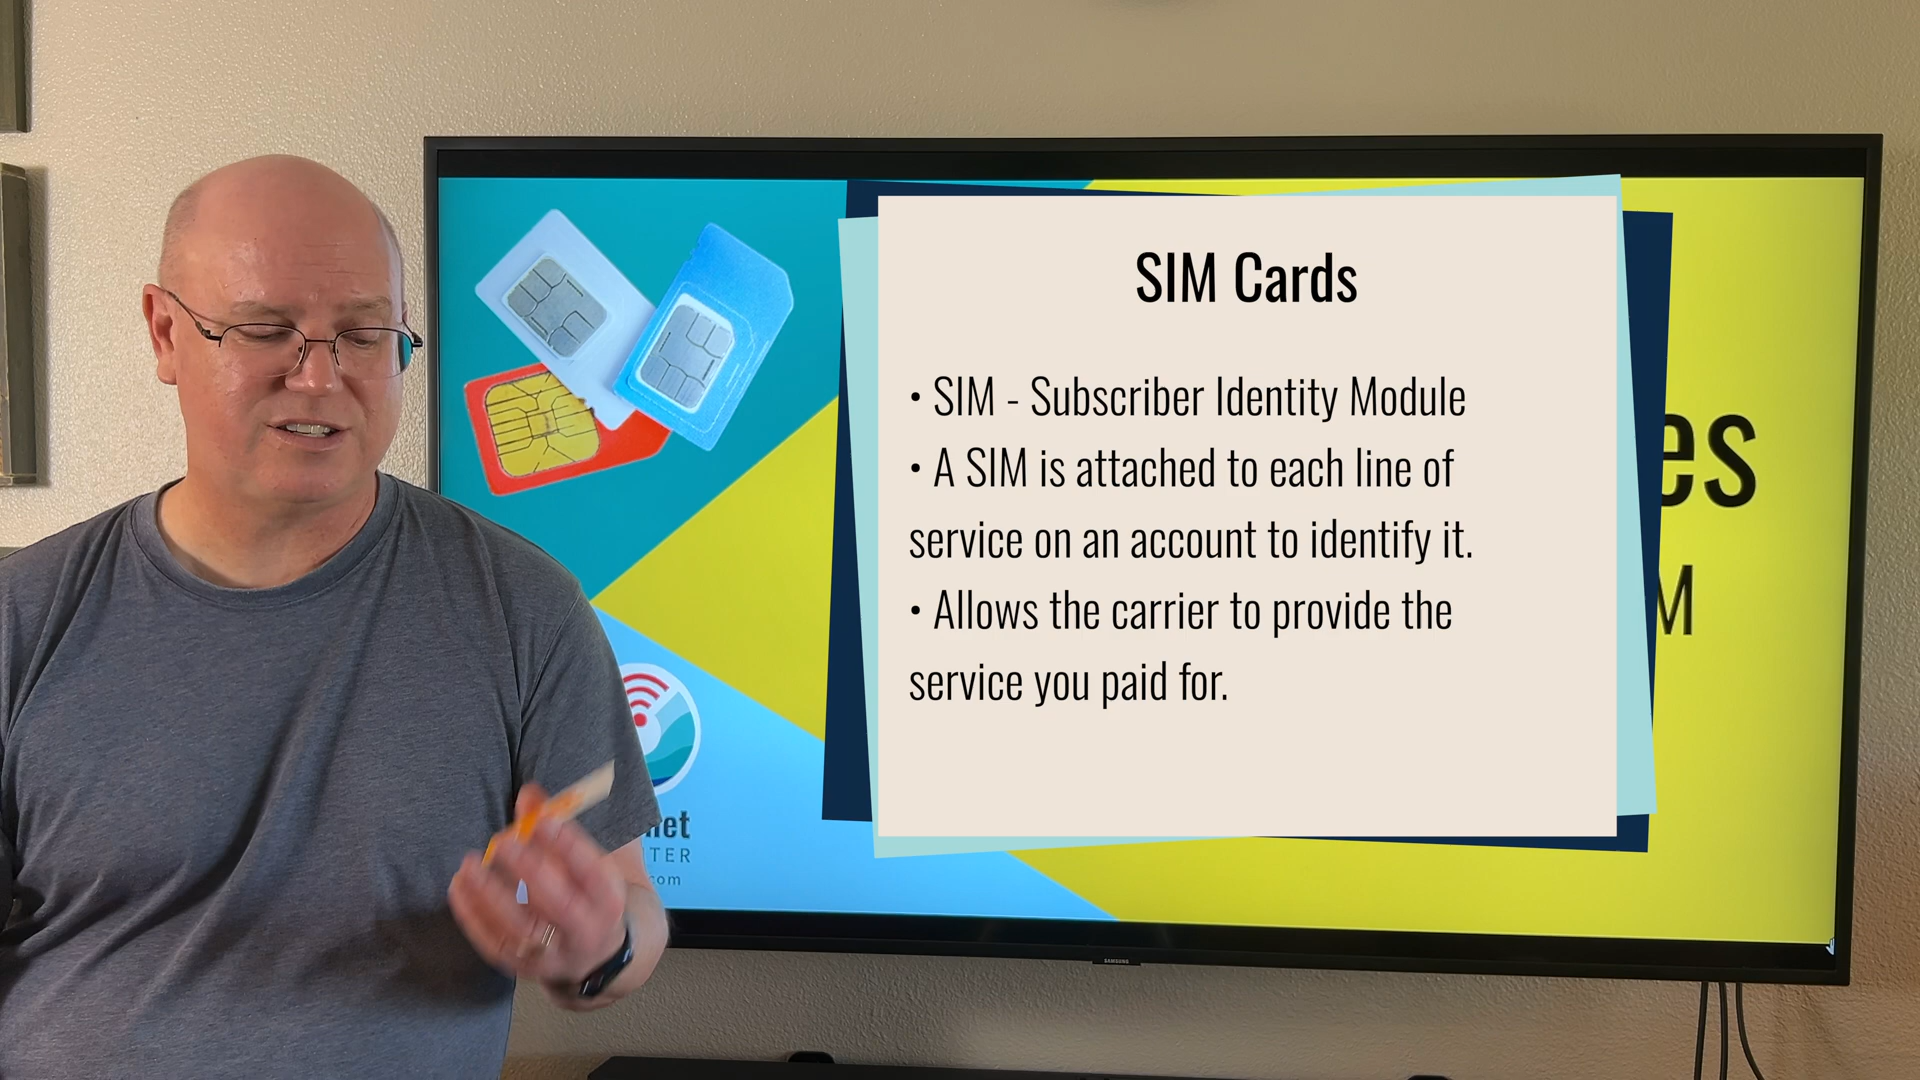 SIM Cards
• SIM - Subscriber Identity Module
• A SIM is attached to each line of
service on an account to identify it.
• Allows the carrier to provide the
service you paid for.
SAMSUNG